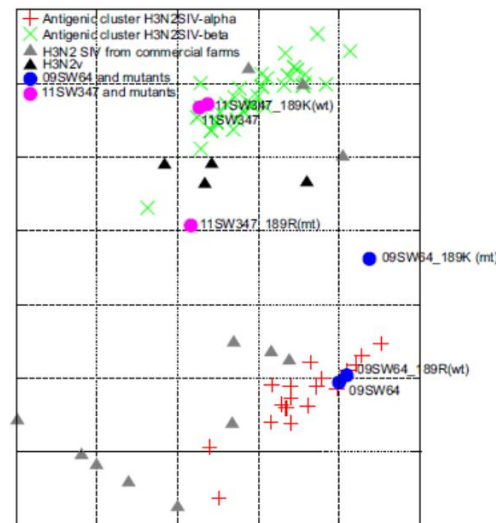 Antigenic cluster H3N2SIV-alpha
Antigenic cluster H3N2SIV-beta
H3N2 SIV from commercial farms
H3N2v
09SW64 and mutants
11SW347 and mutants
11SW347_189K(wt)
11SW347
11SW347_189R(mt)
09SW64_189K (mt)
09SW64_189R(wt)
09SW64